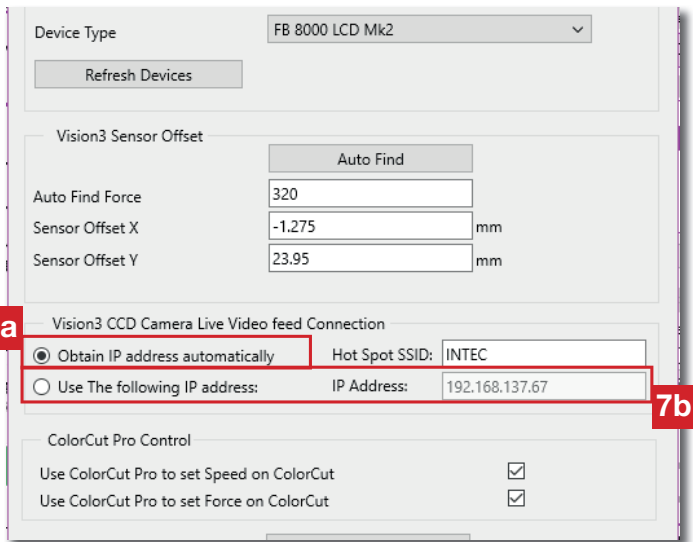 Device Type FB 8000 LCD Mk2
Refresh Devices
Vision3 Sensor Offset
Auto Find
Auto Find Force 320
Sensor Offset X -1.275 mm
Sensor Offset Y 23.95 mm
a
Vision3 CCD Camera Live Video feed Connection
Obtain IP address automatically Hot Spot SSID: INTEC
Use The following IP address: IP Address: 192.168.137.67
7b
ColorCut Pro Control
Use ColorCut Pro to set Speed on ColorCut
Use ColorCut Pro to set Force on ColorCut